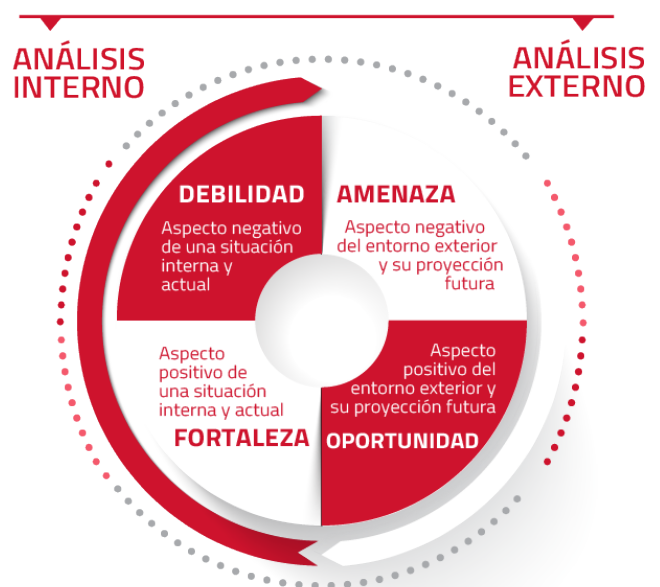 ANÁLISIS
INTERNO
ANÁLISIS
EXTERNO
DEBILIDAD
Aspecto negativo
de una situación
interna y
actual
AMENAZA
Aspecto negativo
del entorno exterior
y su proyección
futura
Aspecto
positivo de
una situación
interna y actual
FORTALEZA
Aspecto
positivo del
entorno exterior y
su proyección futura
OPORTUNIDAD